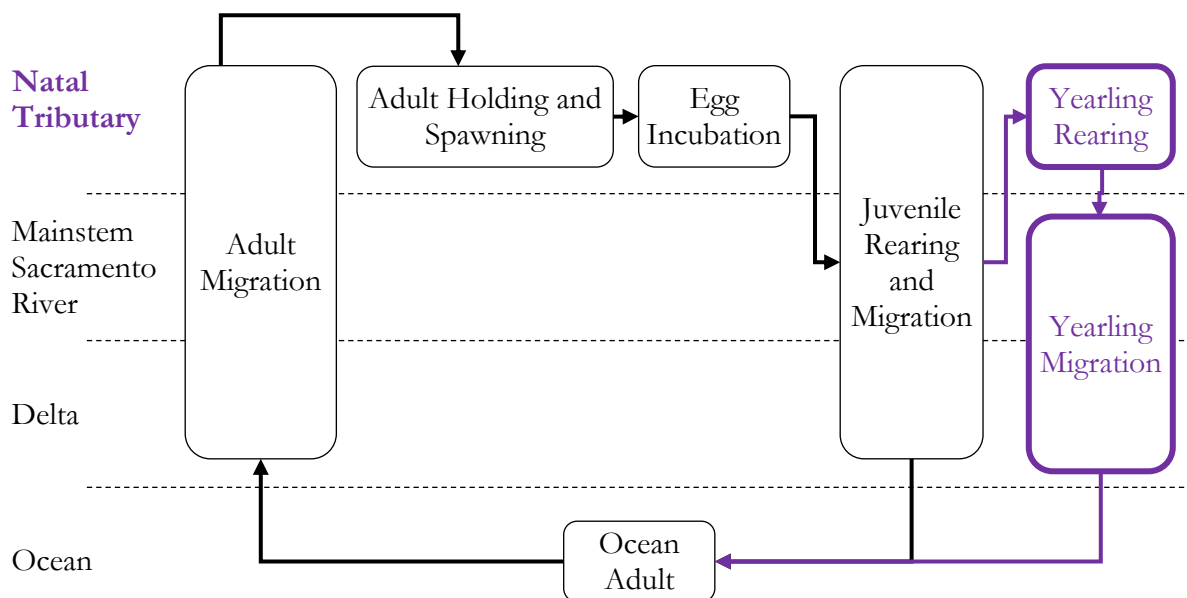 Natal
Tributary
Adult Holding and
Spawning
Egg
Incubation
Yearling
Rearing
Mainstem
Sacramento
River
Adult
Migration
Juvenile
Rearing
and
Migration
Yearling
Migration
Delta
Ocean
Ocean
Adult